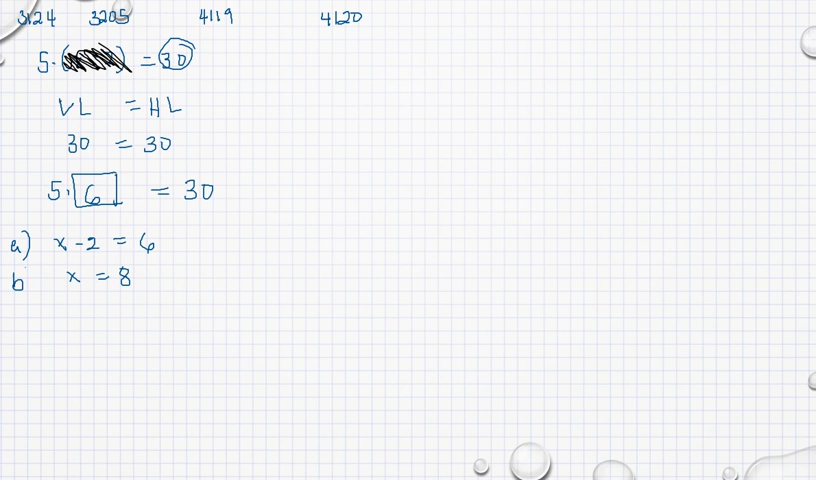 3124 3205 4119 4120
5·( ) = 30
VL = HL
30 = 30
5· 6 = 30
a) x - 2 = 6
b x = 8